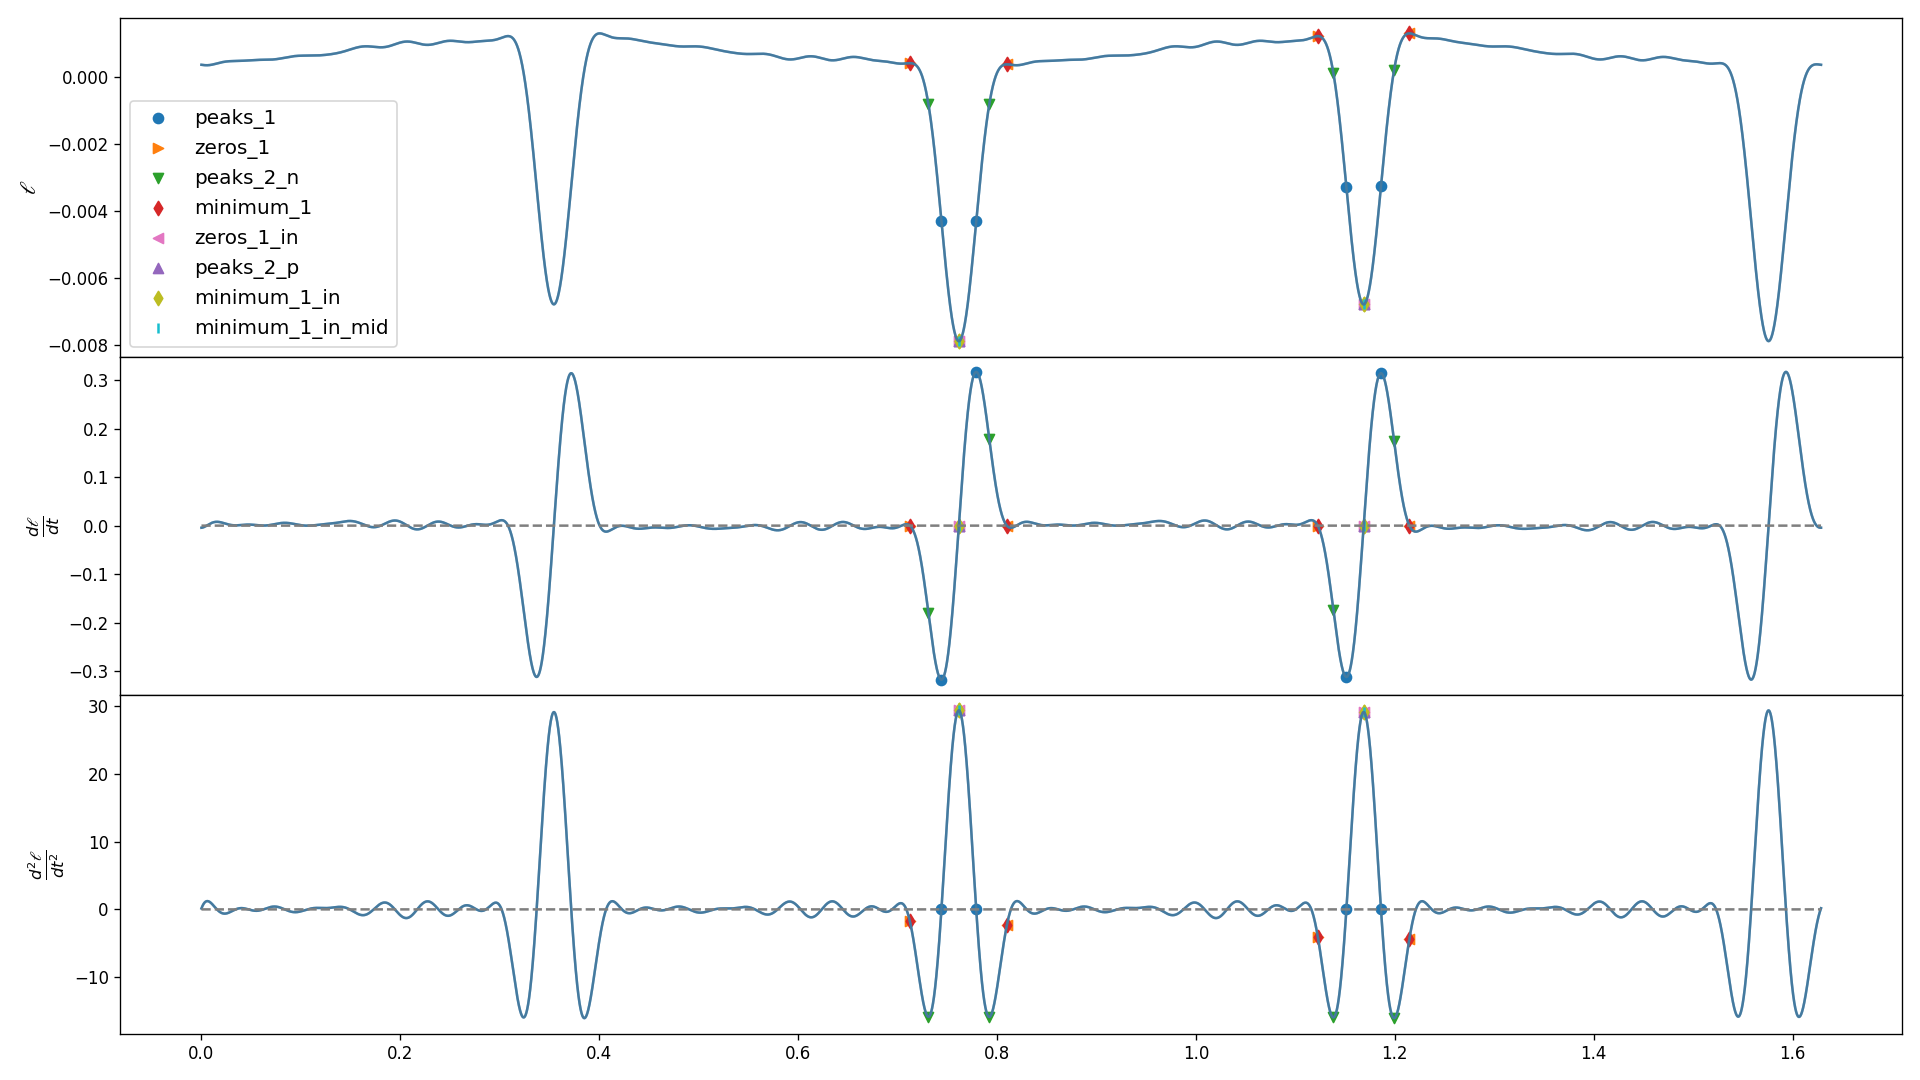 0.000
−0.002
−0.004
−0.006
−0.008
ℓ
peaks_1
zeros_1
peaks_2_n
minimum_1
zeros_1_in
peaks_2_p
minimum_1_in
minimum_1_in_mid
0.3
0.2
0.1
0.0
−0.1
−0.2
−0.3
dℓ/dt
30
20
10
0
−10
d²ℓ/dt²
0.0 0.2 0.4 0.6 0.8 1.0 1.2 1.4 1.6